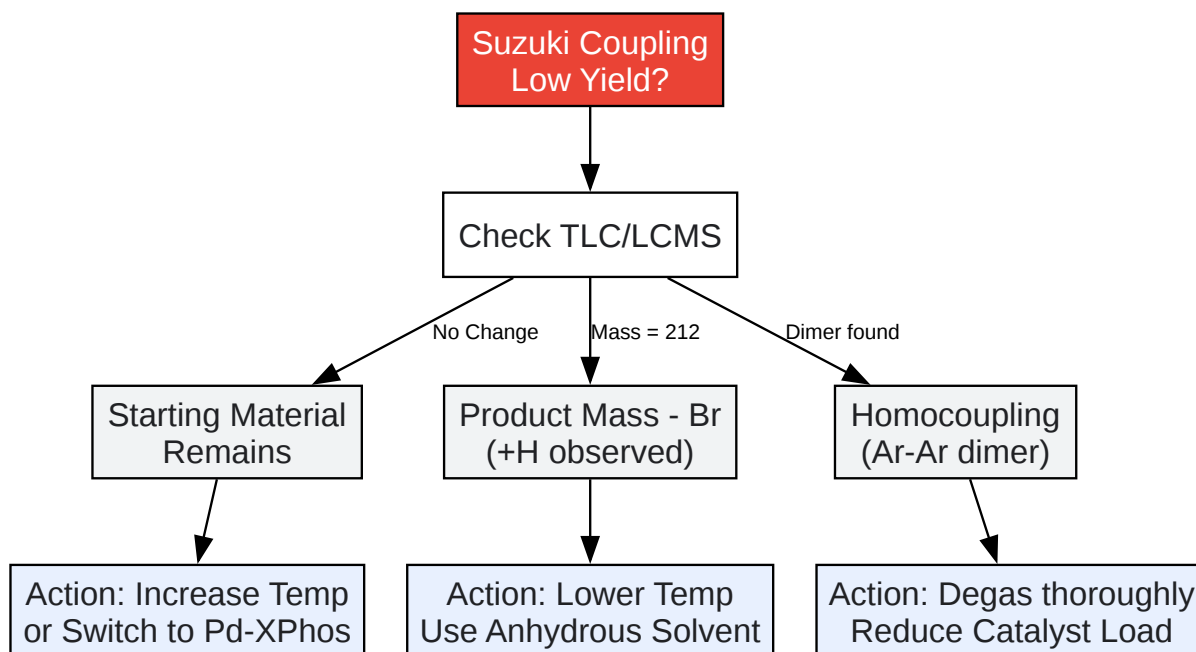 Suzuki Coupling
Low Yield?
Check TLC/LCMS
No Change
Mass = 212
Dimer found
Starting Material
Remains
Product Mass - Br
(+H observed)
Homocoupling
(Ar-Ar dimer)
Action: Increase Temp
or Switch to Pd-XPhos
Action: Lower Temp
Use Anhydrous Solvent
Action: Degas thoroughly
Reduce Catalyst Load